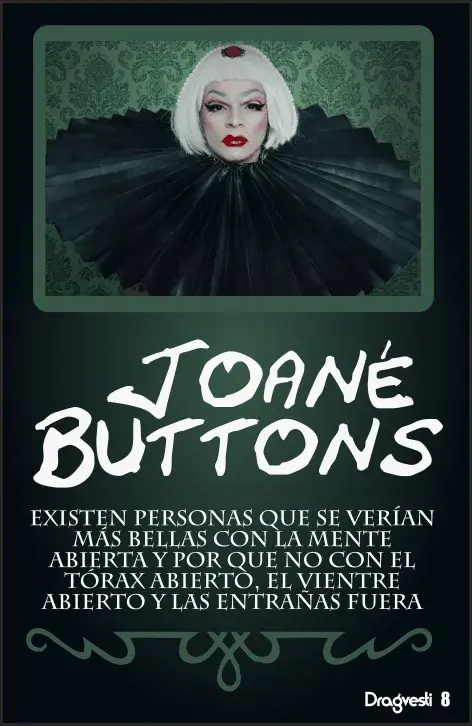 JOANÉ
BUTTONS
EXISTEN PERSONAS QUE SE VERÍAN
MÁS BELLAS CON LA MENTE
ABIERTA Y POR QUE NO CON EL
TÓRAX ABIERTO, EL VIENTRE
ABIERTO Y LAS ENTRAÑAS FUERA
Dragvesti 8